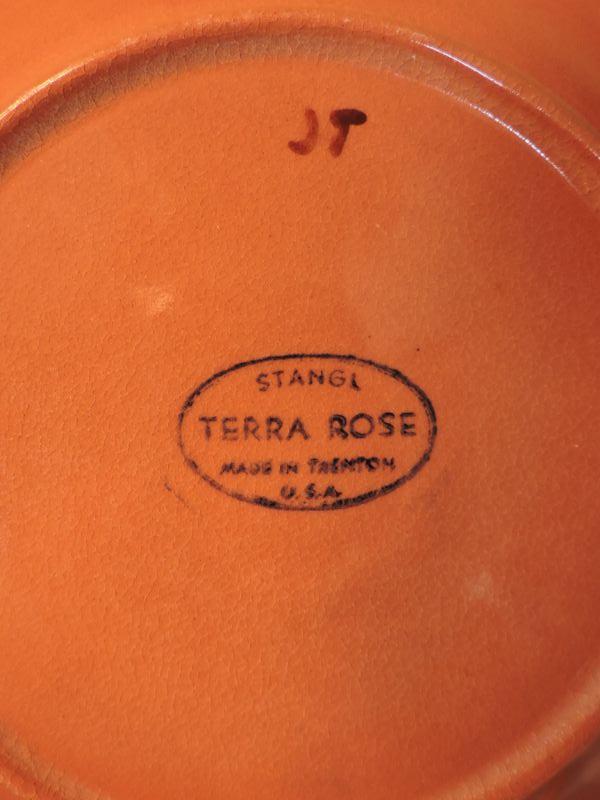 JT
STANGL
TERRA ROSE
MADE IN TRENTON
U.S.A.